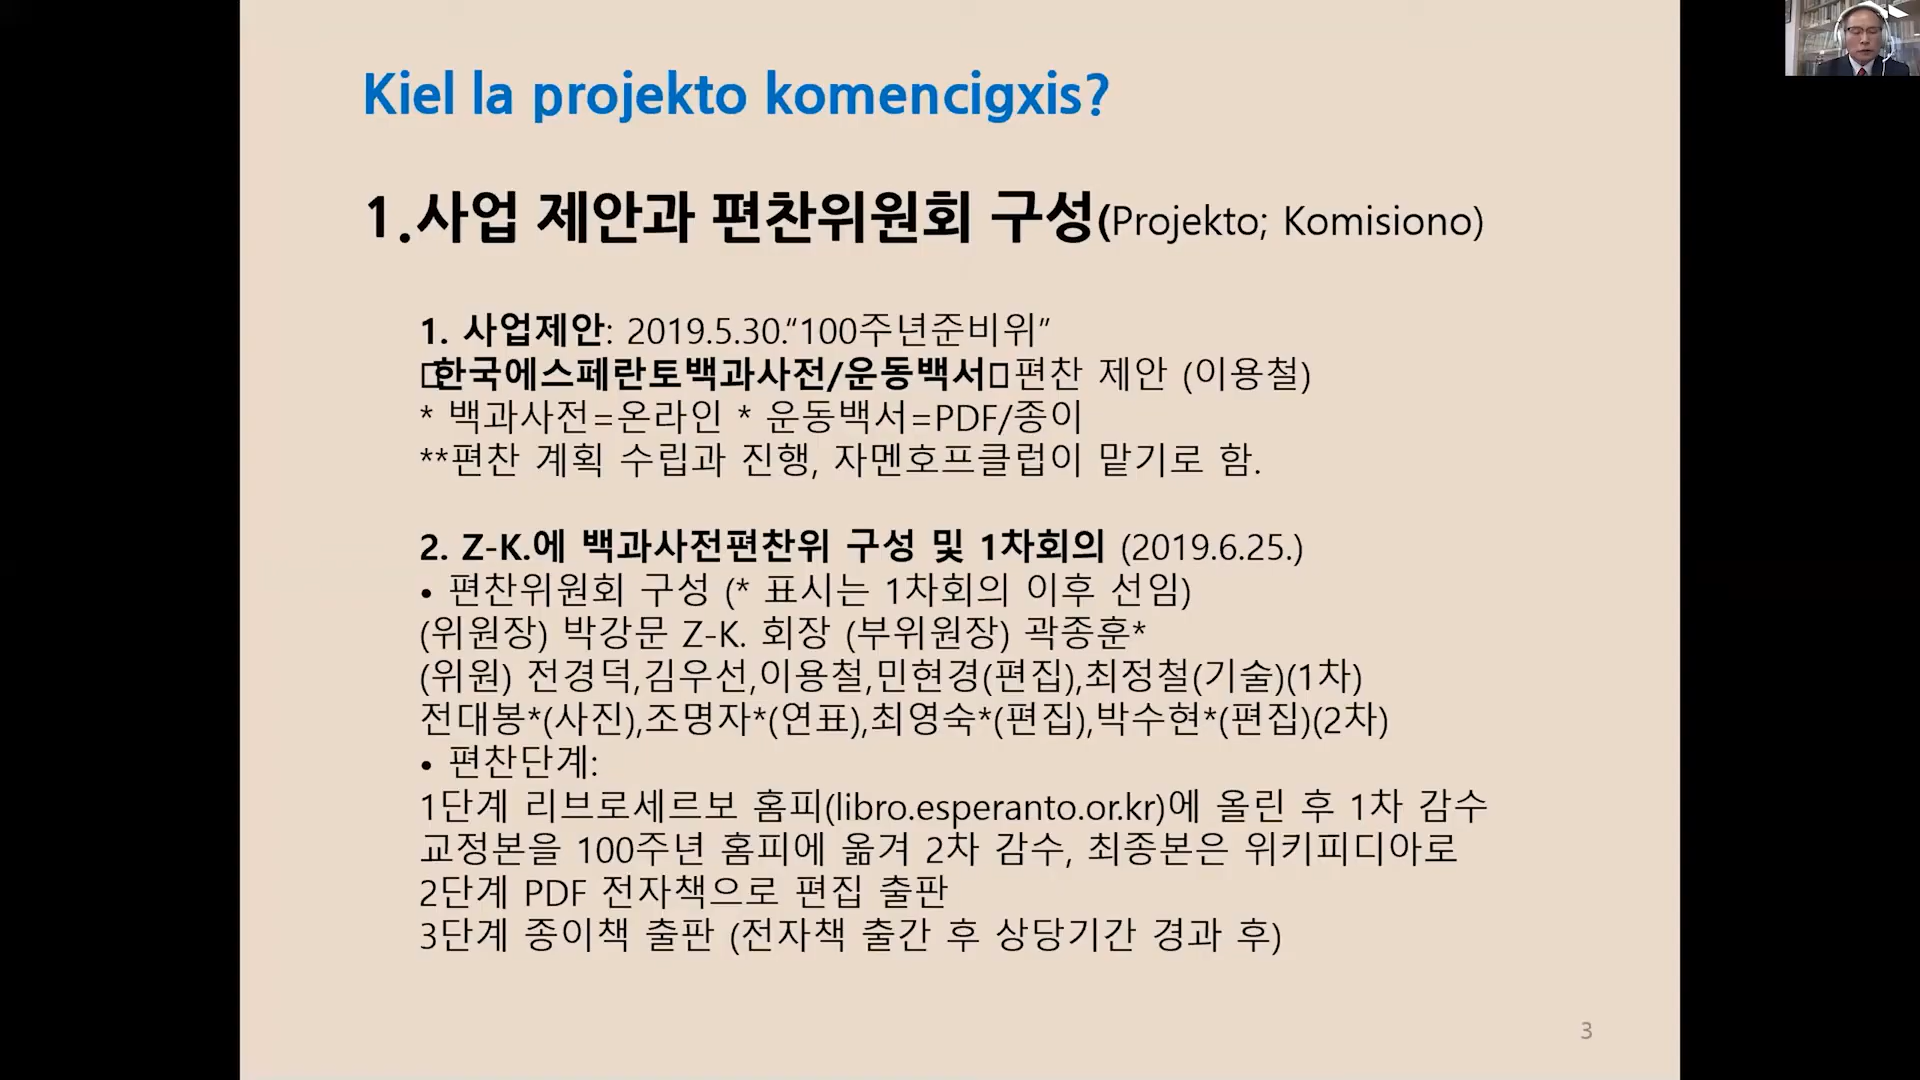 Kiel la projekto komencigxis?
1.사업 제안과 편찬위원회 구성(Projekto; Komisiono)
1. 사업제안: 2019.5.30.“100주년준비위”
□한국에스페란토백과사전/운동백서□편찬 제안 (이용철)
* 백과사전=온라인 * 운동백서=PDF/종이
**편찬 계획 수립과 진행, 자멘호프클럽이 맡기로 함.
2. Z-K.에 백과사전편찬위 구성 및 1차회의 (2019.6.25.)
• 편찬위원회 구성 (* 표시는 1차회의 이후 선임)
(위원장) 박강문 Z-K. 회장 (부위원장) 곽종훈*
(위원) 전경덕,김우선,이용철,민현경(편집),최정철(기술)(1차)
전대봉*(사진),조명자*(연표),최영숙*(편집),박수현*(편집)(2차)
• 편찬단계:
1단계 리브로세르보 홈피(libro.esperanto.or.kr)에 올린 후 1차 감수
교정본을 100주년 홈피에 옮겨 2차 감수, 최종본은 위키피디아로
2단계 PDF 전자책으로 편집 출판
3단계 종이책 출판 (전자책 출간 후 상당기간 경과 후)
3